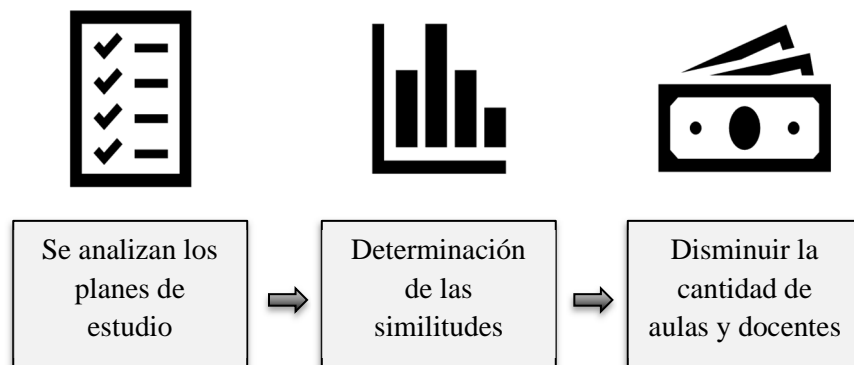 Se analizan los
planes de
estudio
Determinación
de las
similitudes
Disminuir la
cantidad de
aulas y docentes